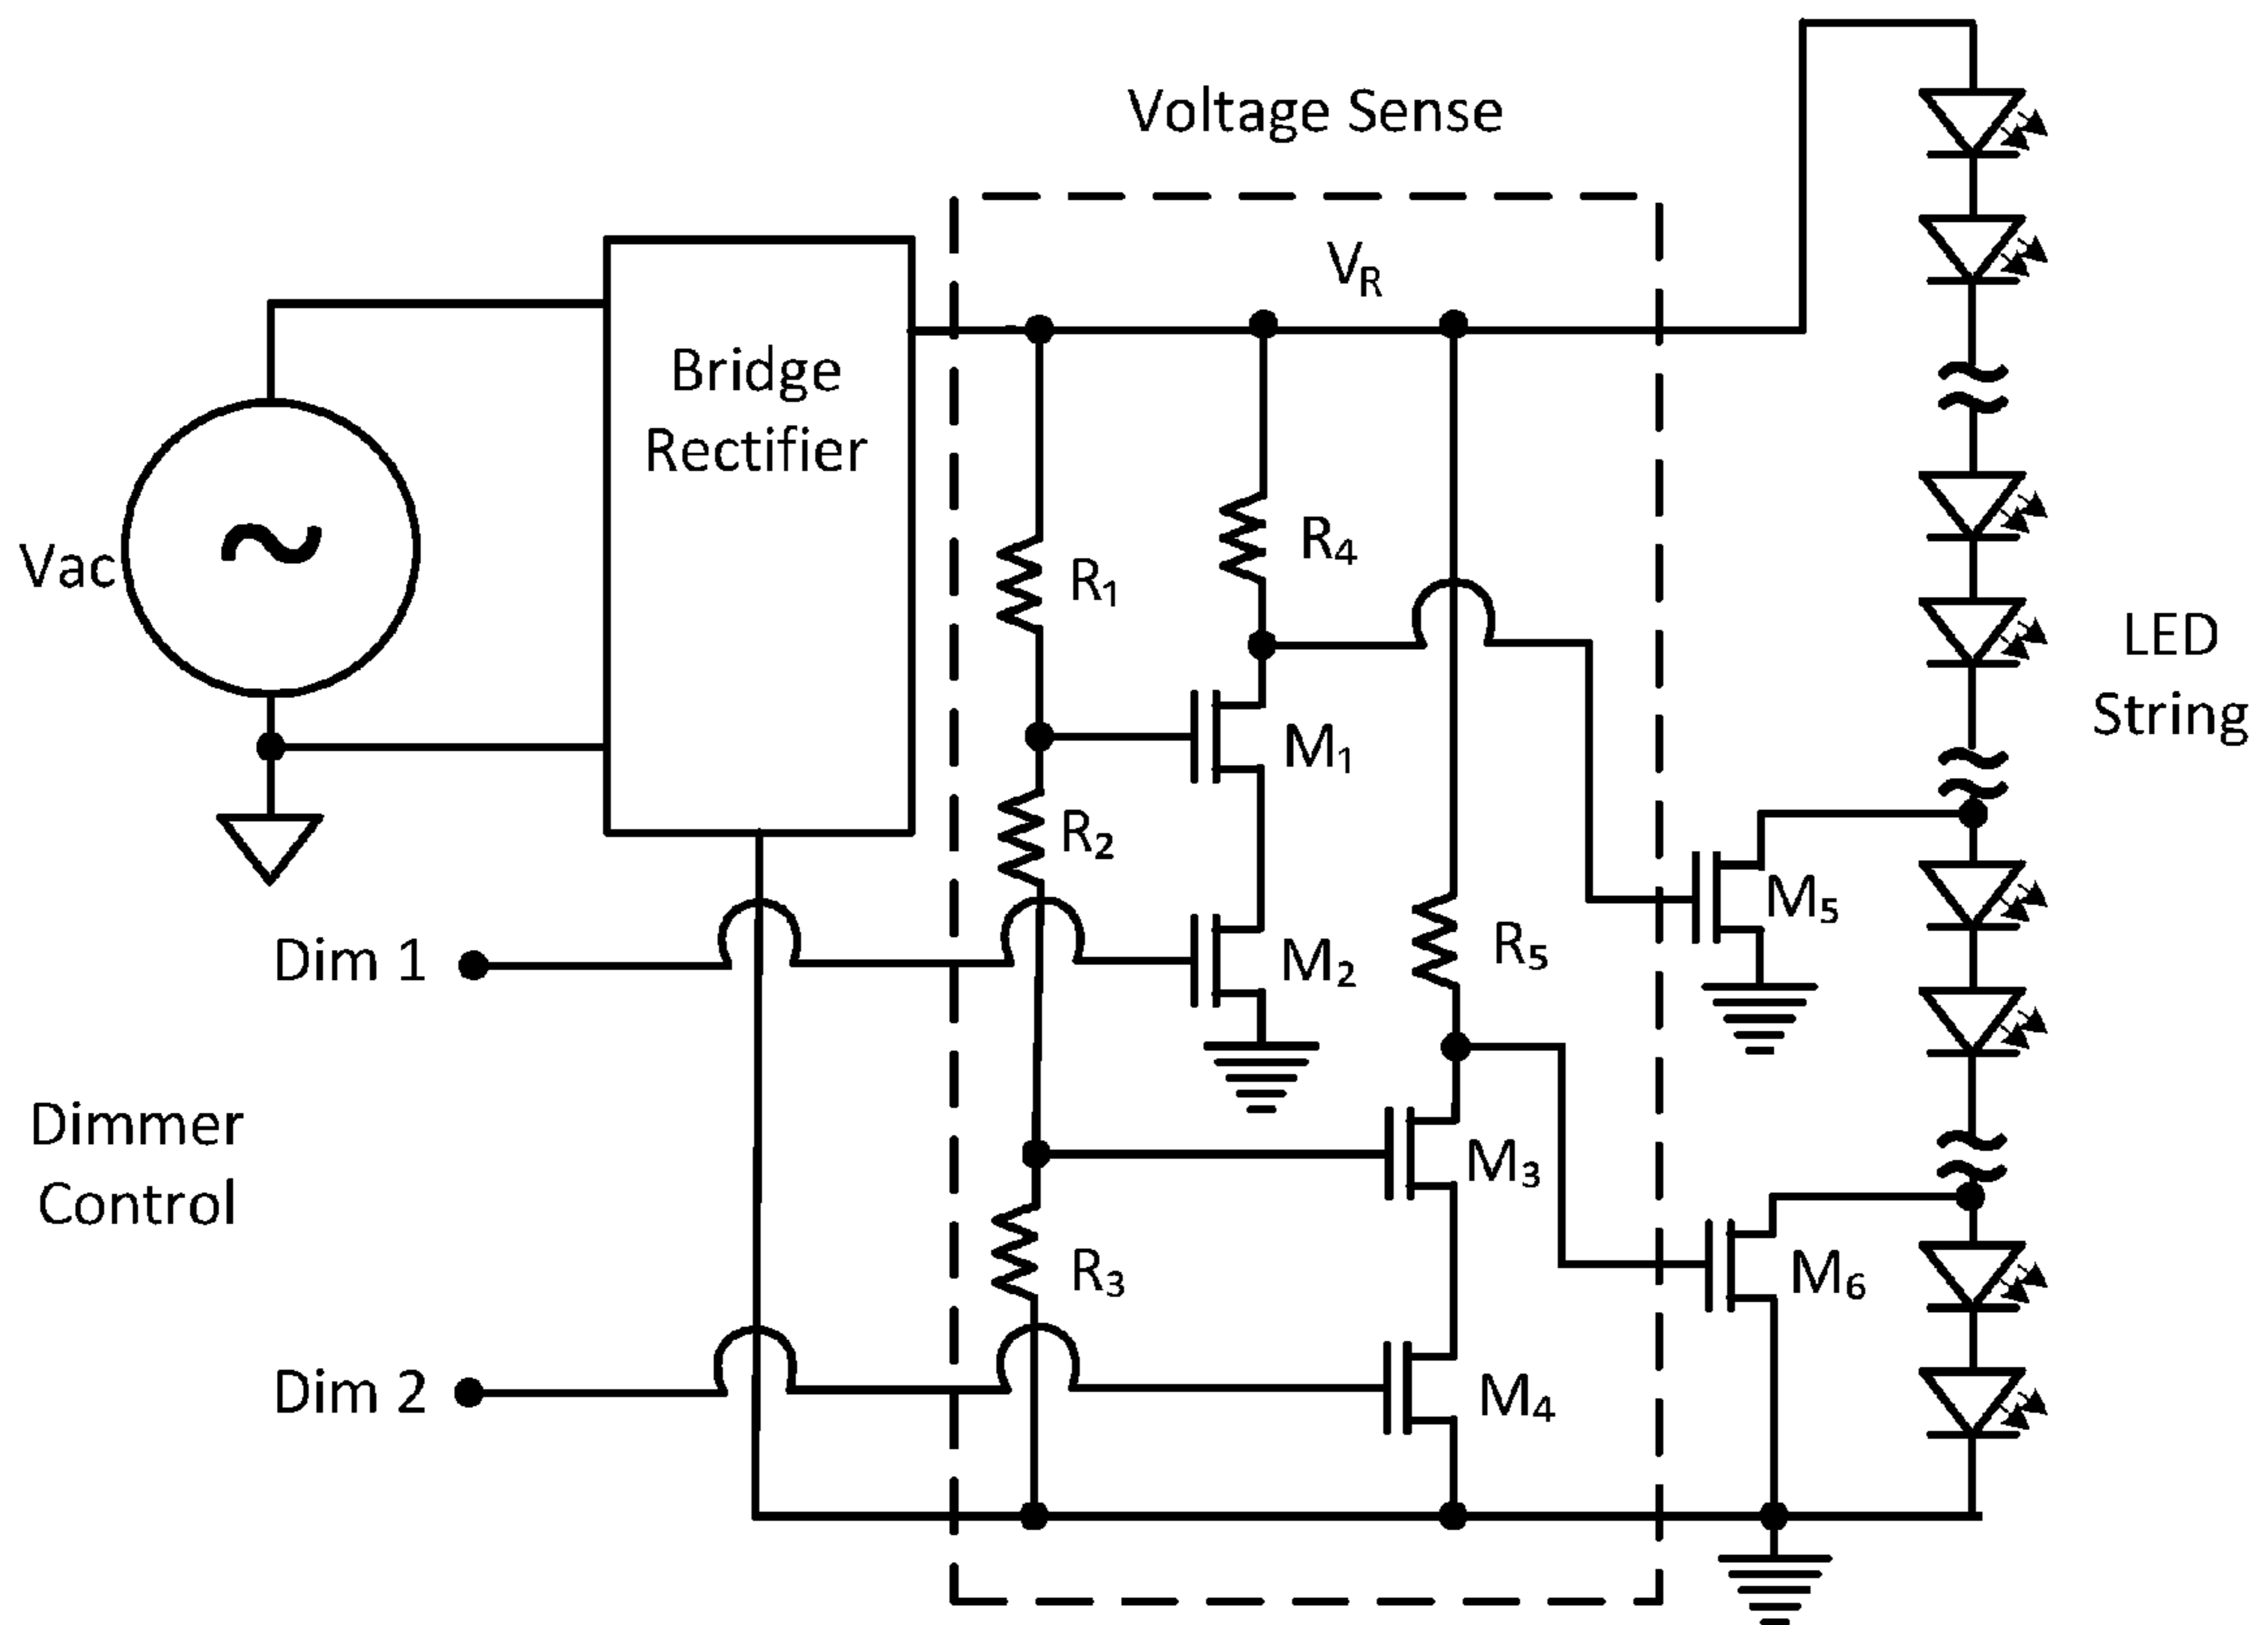 Voltage Sense
V_R
Bridge
Rectifier
Vac
R₁
R₄
M₁
R₂
LED
String
M₅
Dim 1
M₂
R₅
Dimmer
Control
M₃
R₃
M₆
Dim 2
M₄